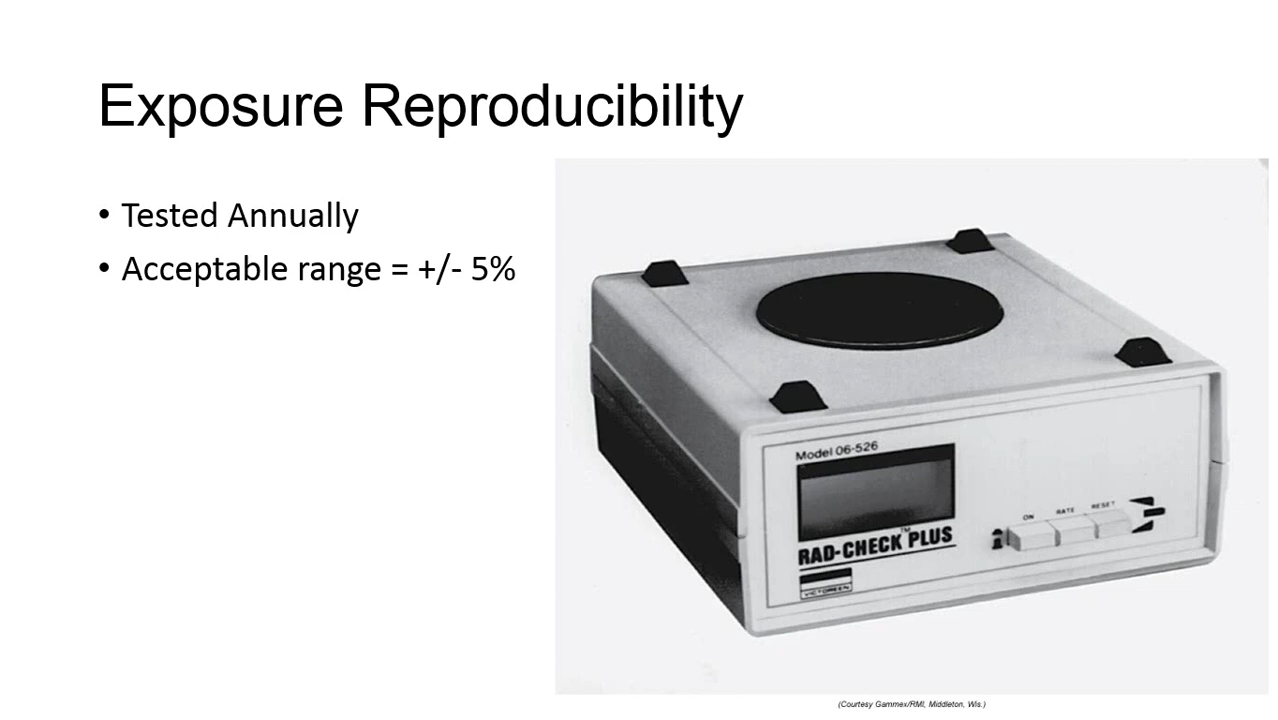 Exposure Reproducibility
• Tested Annually
• Acceptable range = +/- 5%
Model 06-526
ON RATE RESET
RAD-CHECK™ PLUS
VICTOREEN
(Courtesy Gammex/RMI, Middleton, Wis.)